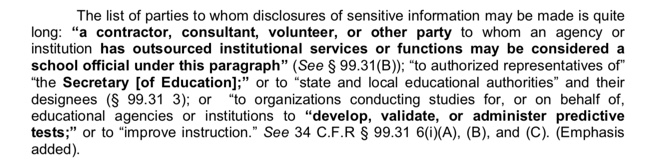 The list of parties to whom disclosures of sensitive information may be made is quite
long: “a contractor, consultant, volunteer, or other party to whom an agency or
institution has outsourced institutional services or functions may be considered a
school official under this paragraph” (See § 99.31(B)); “to authorized representatives of”
“the Secretary [of Education];” or to “state and local educational authorities” and their
designees (§ 99.31 3); or “to organizations conducting studies for, or on behalf of,
educational agencies or institutions to “develop, validate, or administer predictive
tests;” or to “improve instruction.” See 34 C.F.R § 99.31 6(i)(A), (B), and (C). (Emphasis
added).